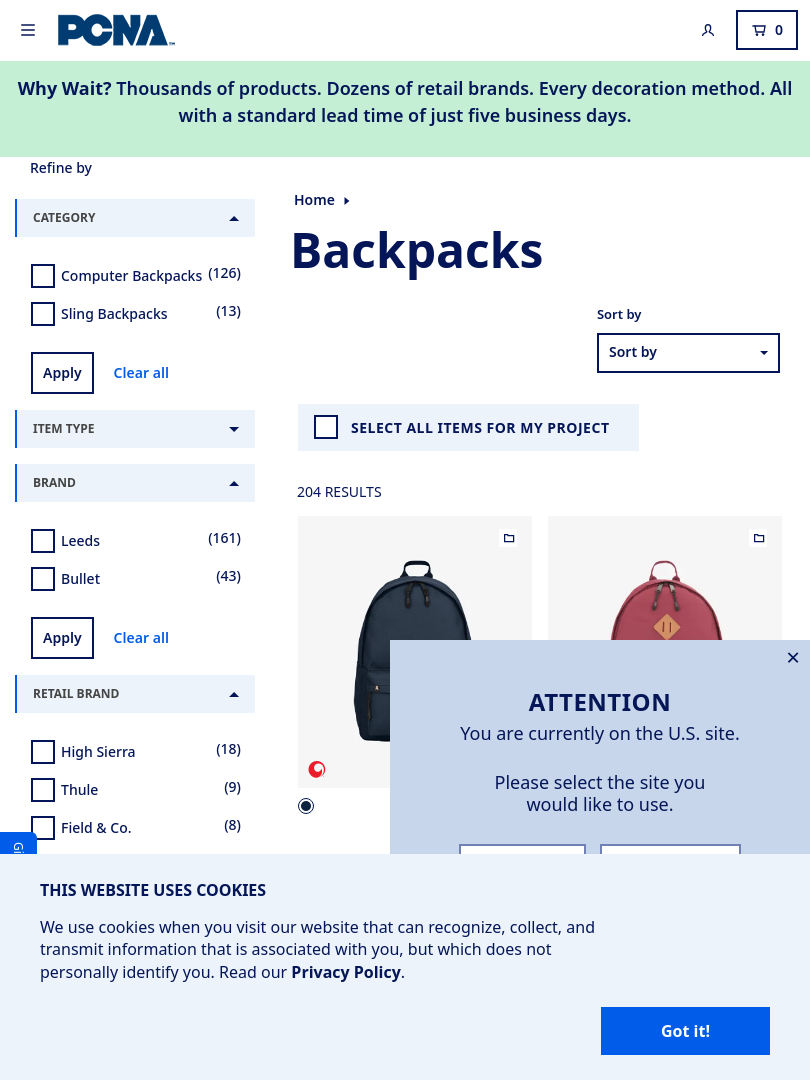 PCNA
0
Why Wait? Thousands of products. Dozens of retail brands. Every decoration method. All
with a standard lead time of just five business days.
Refine by
CATEGORY
Computer Backpacks (126)
Sling Backpacks (13)
Apply Clear all
ITEM TYPE
BRAND
Leeds (161)
Bullet (43)
Apply Clear all
RETAIL BRAND
High Sierra (18)
Thule (9)
Field & Co. (8)
Home
Backpacks
Sort by
Sort by
SELECT ALL ITEMS FOR MY PROJECT
204 RESULTS
ATTENTION
You are currently on the U.S. site.
Please select the site you
would like to use.
THIS WEBSITE USES COOKIES
We use cookies when you visit our website that can recognize, collect, and
transmit information that is associated with you, but which does not
personally identify you. Read our Privacy Policy.
Got it!